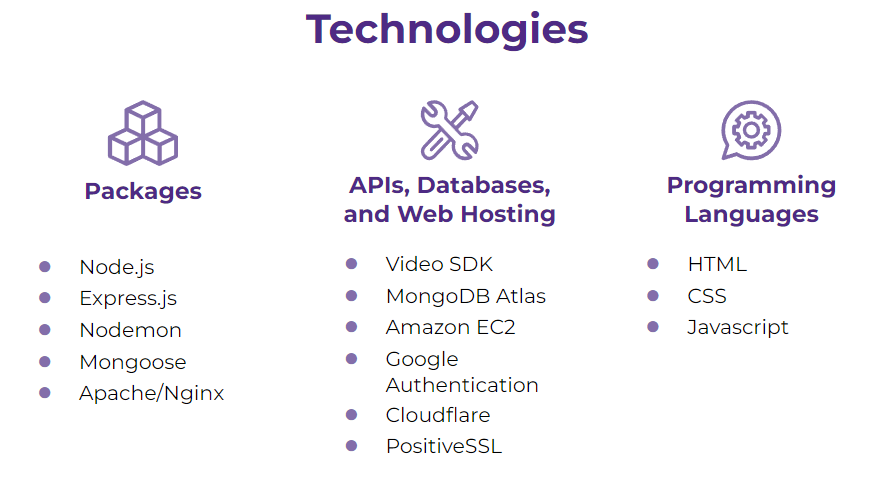 Technologies
Packages
Node.js
Express.js
Nodemon
Mongoose
Apache/Nginx
APIs, Databases,
and Web Hosting
Video SDK
MongoDB Atlas
Amazon EC2
Google
Authentication
Cloudflare
PositiveSSL
Programming
Languages
HTML
CSS
Javascript